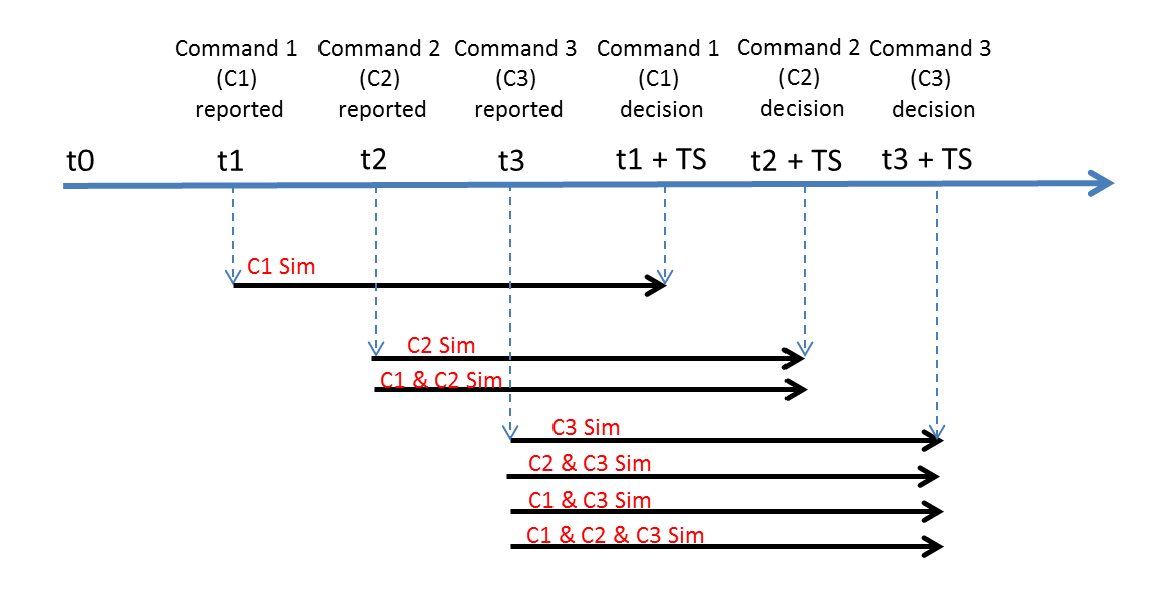 Command 1 Command 2 Command 3 Command 1 Command 2 Command 3
(C1) (C2) (C3) (C1) (C2) (C3)
reported reported reported decision decision decision
t0 t1 t2 t3 t1 + TS t2 + TS t3 + TS
C1 Sim
C2 Sim
C1 & C2 Sim
C3 Sim
C2 & C3 Sim
C1 & C3 Sim
C1 & C2 & C3 Sim